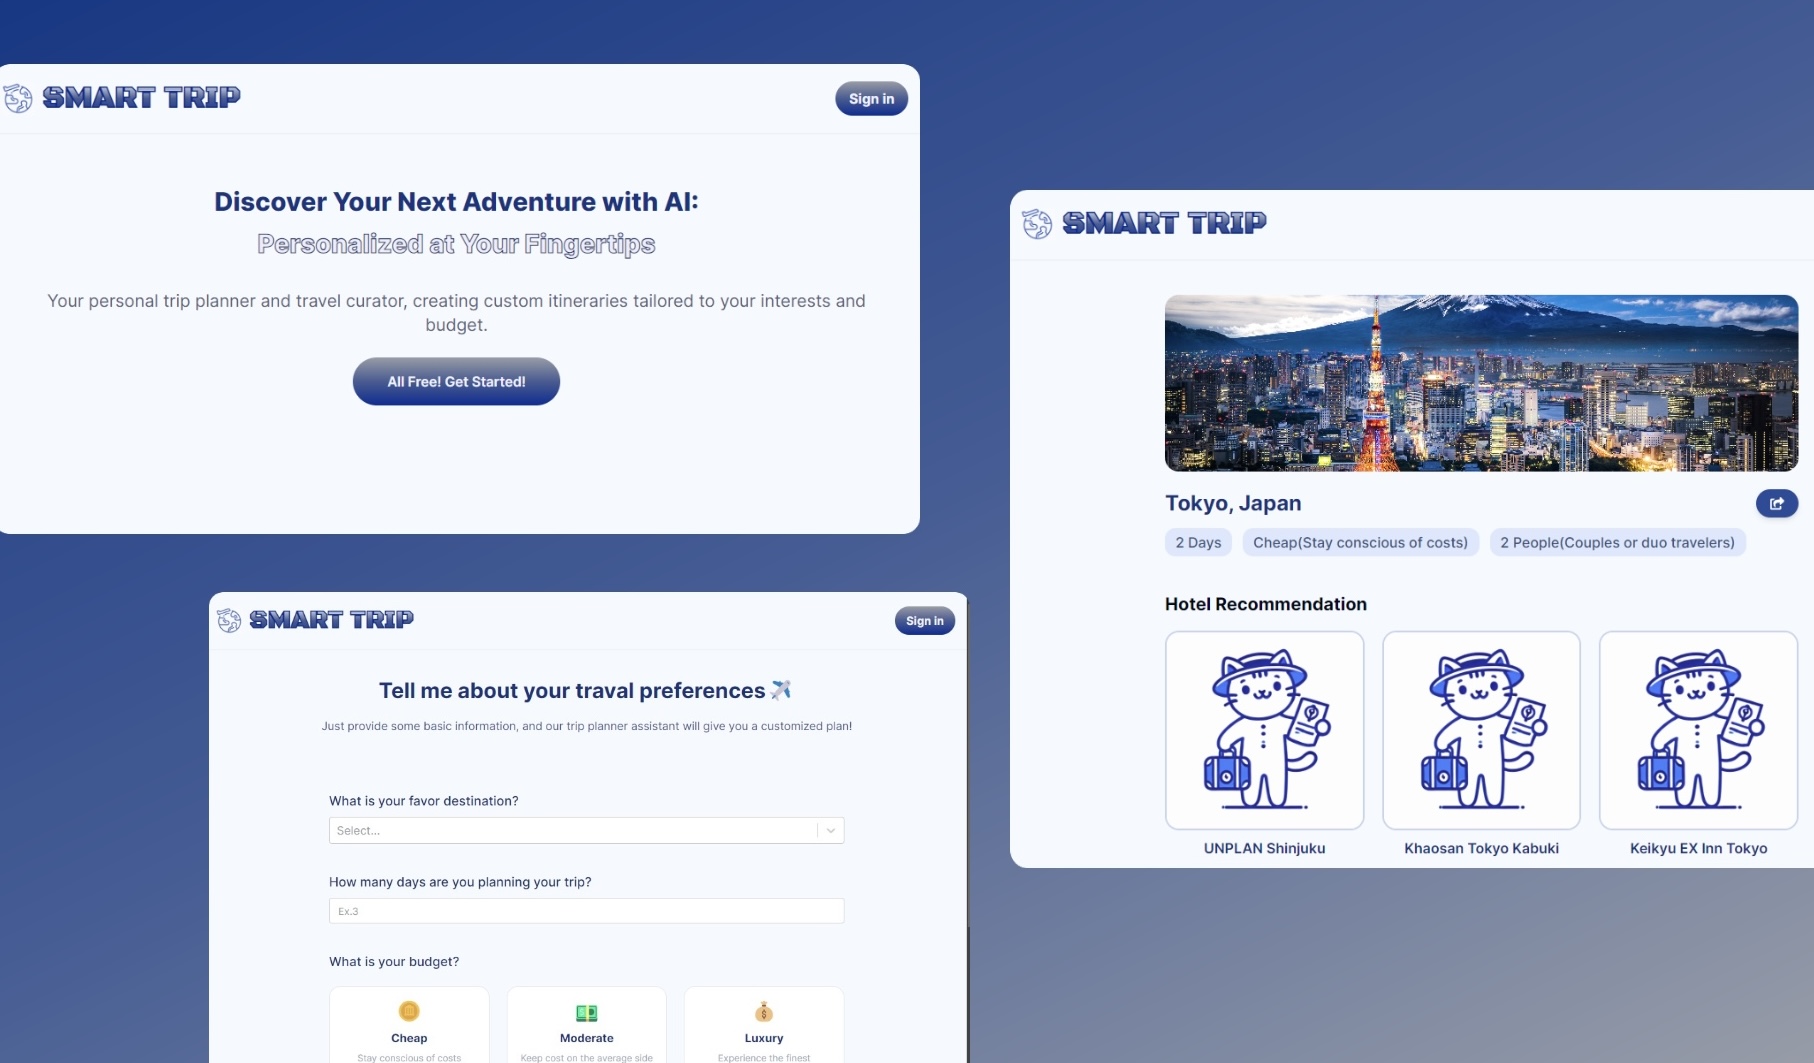 SMART TRIP
Sign in
Discover Your Next Adventure with AI:
Personalized at Your Fingertips
Your personal trip planner and travel curator, creating custom itineraries tailored to your interests and
budget.
All Free! Get Started!
SMART TRIP
Sign in
Tell me about your traval preferences
Just provide some basic information, and our trip planner assistant will give you a customized plan!
What is your favor destination?
Select...
How many days are you planning your trip?
Ex.3
What is your budget?
Cheap
Stay conscious of costs
Moderate
Keep cost on the average side
Luxury
Experience the finest
SMART TRIP
Tokyo, Japan
2 Days
Cheap(Stay conscious of costs)
2 People(Couples or duo travelers)
Hotel Recommendation
UNPLAN Shinjuku
Khaosan Tokyo Kabuki
Keikyu EX Inn Tokyo